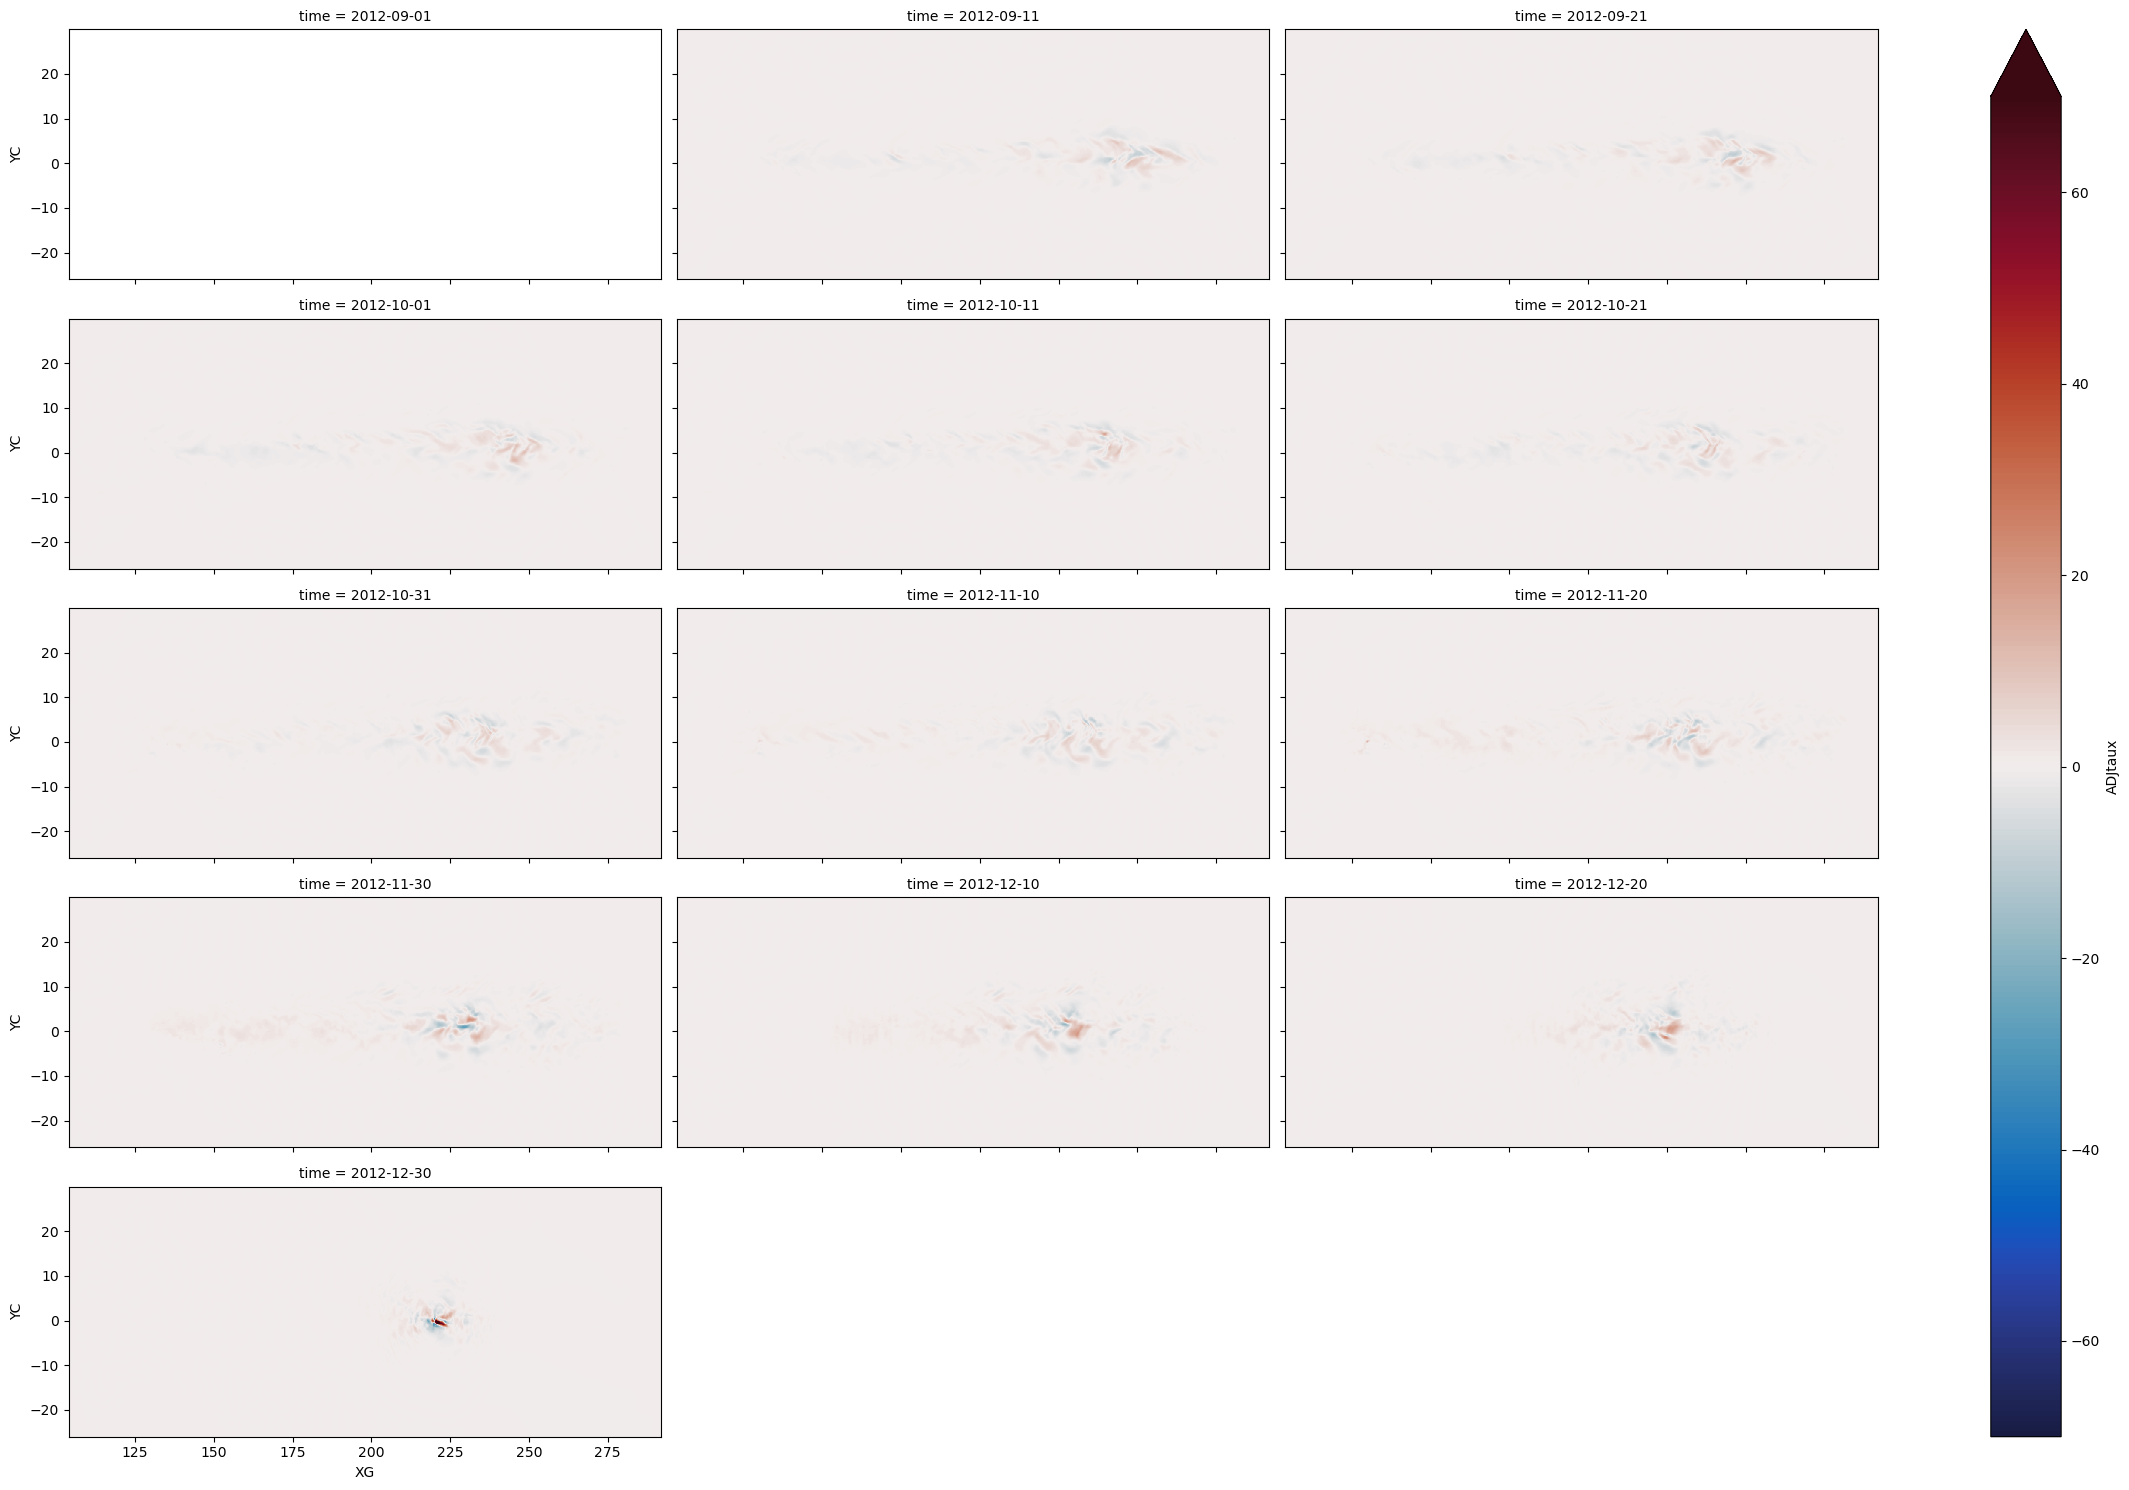 time = 2012-09-01
time = 2012-09-11
time = 2012-09-21
20
10
0
−10
−20
YC
time = 2012-10-01
time = 2012-10-11
time = 2012-10-21
20
10
0
−10
−20
YC
time = 2012-10-31
time = 2012-11-10
time = 2012-11-20
20
10
0
−10
−20
YC
time = 2012-11-30
time = 2012-12-10
time = 2012-12-20
20
10
0
−10
−20
YC
time = 2012-12-30
20
10
0
−10
−20
YC
125 150 175 200 225 250 275
XG
60
40
20
0
−20
−40
−60
ADJtaux